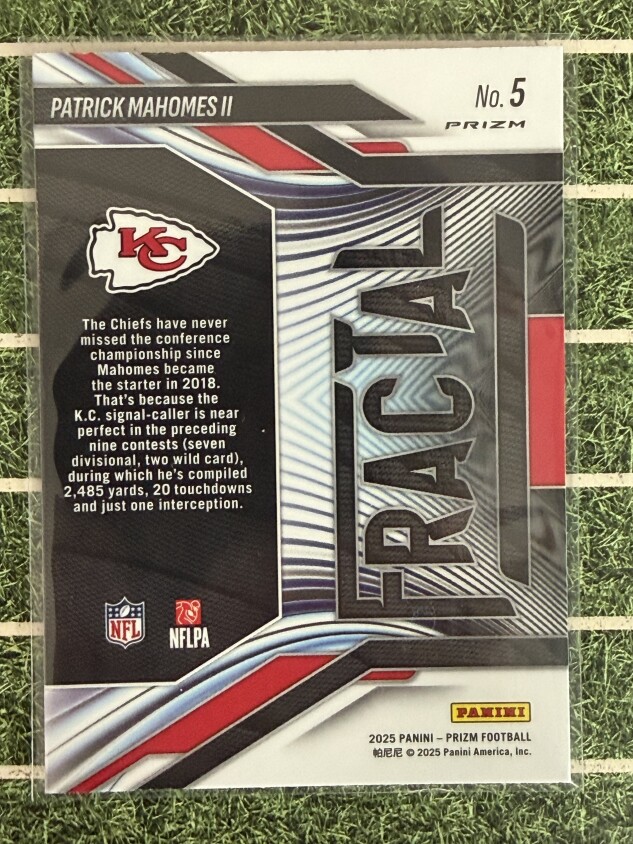 PATRICK MAHOMES II
No. 5
PRIZM
KC
The Chiefs have never
missed the conference
championship since
Mahomes became
the starter in 2018.
That's because the
K.C. signal-caller is near
perfect in the preceding
nine contests (seven
divisional, two wild card),
during which he's compiled
2,485 yards, 20 touchdowns
and just one interception.
FRACTAL
NFL
NFLPA
PANINI
2025 PANINI – PRIZM FOOTBALL
帕尼尼 © 2025 Panini America, Inc.